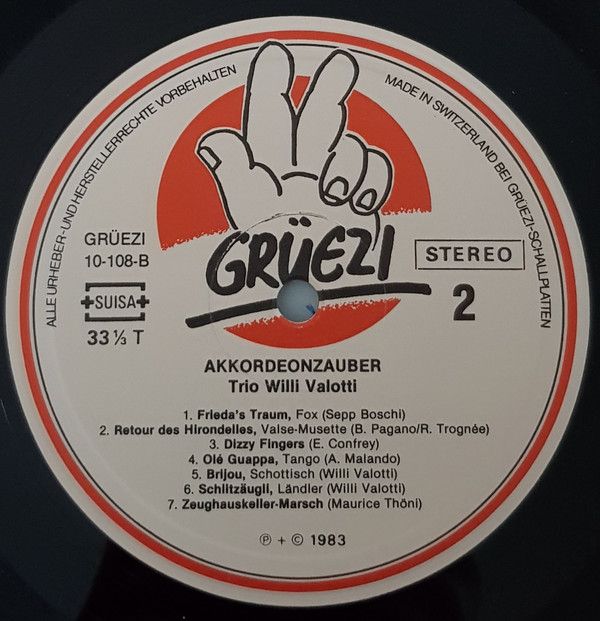 ALLE URHEBER- UND HERSTELLERRECHTE VORBEHALTEN
MADE IN SWITZERLAND BEI GRÜEZI-SCHALLPLATTEN
GRÜEZI
GRÜEZI
10-108-B
+SUISA+
33 ⅓ T
STEREO
2
AKKORDEONZAUBER
Trio Willi Valotti
1. Frieda's Traum, Fox (Sepp Boschi)
2. Retour des Hirondelles, Valse-Musette (B. Pagano/R. Trognée)
3. Dizzy Fingers (E. Confrey)
4. Olé Guappa, Tango (A. Malando)
5. Brijou, Schottisch (Willi Valotti)
6. Schlitzäugli, Ländler (Willi Valotti)
7. Zeughauskeller-Marsch (Maurice Thöni)
℗ + © 1983